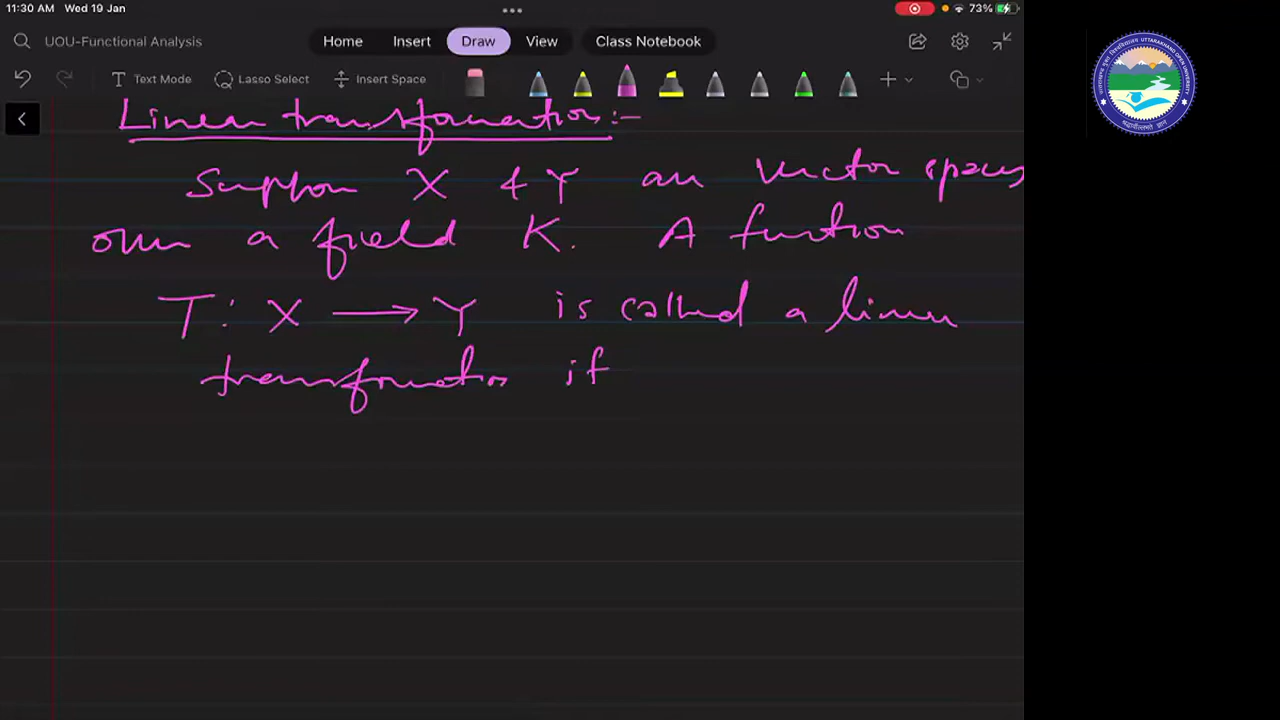 11:30 AM Wed 19 Jan
73%
UOU-Functional Analysis
Home Insert Draw View Class Notebook
Text Mode Lasso Select Insert Space
Linear transformation :-
Suppose X & Y are vector spaces
over a field K. A function
T: X → Y is called a linear
transformation if